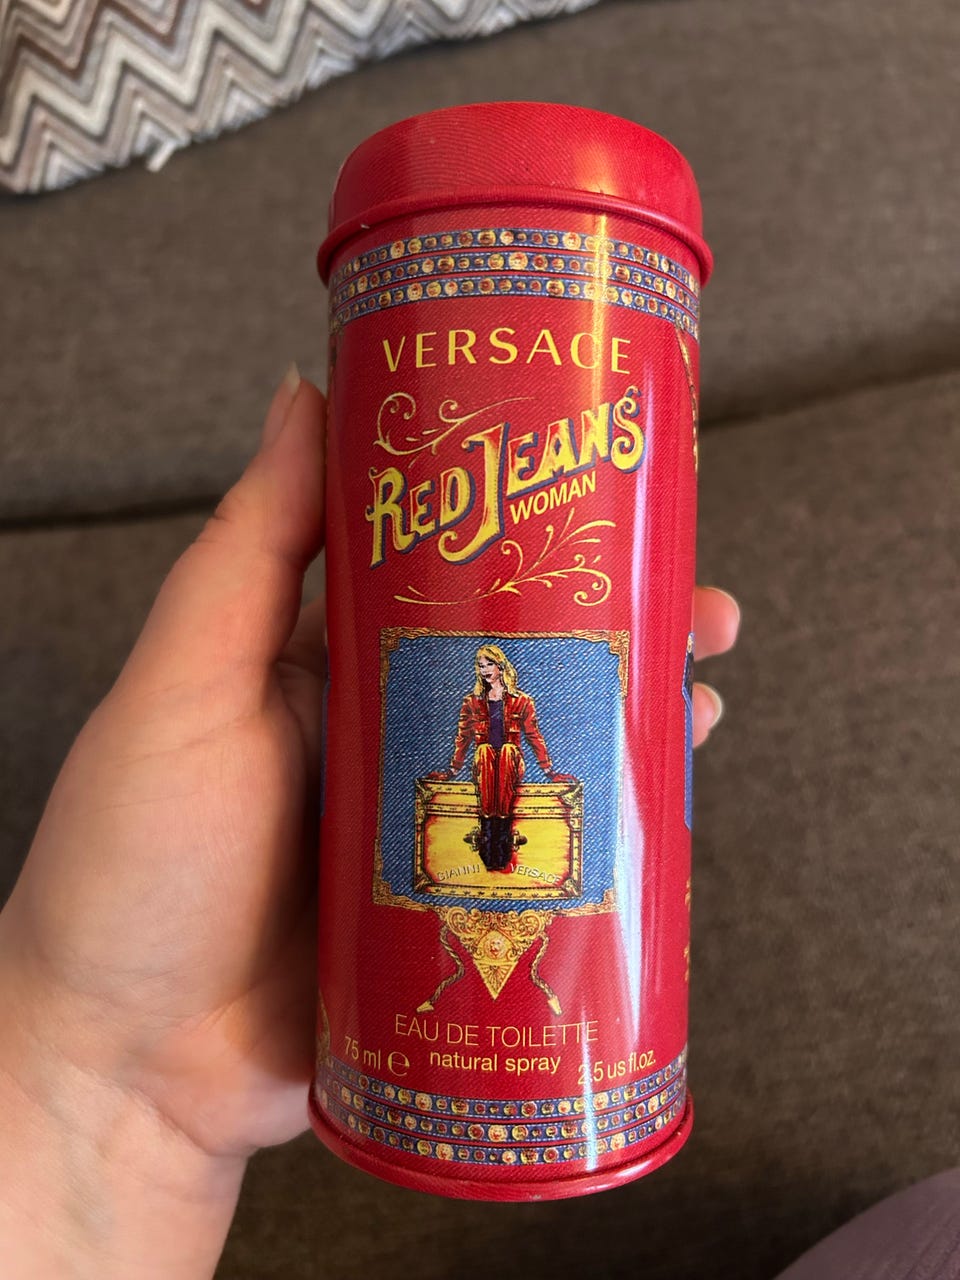 VERSACE
RED JEANS
WOMAN
GIANNI VERSACE
EAU DE TOILETTE
75 ml ℮ natural spray 2.5 us fl.oz.